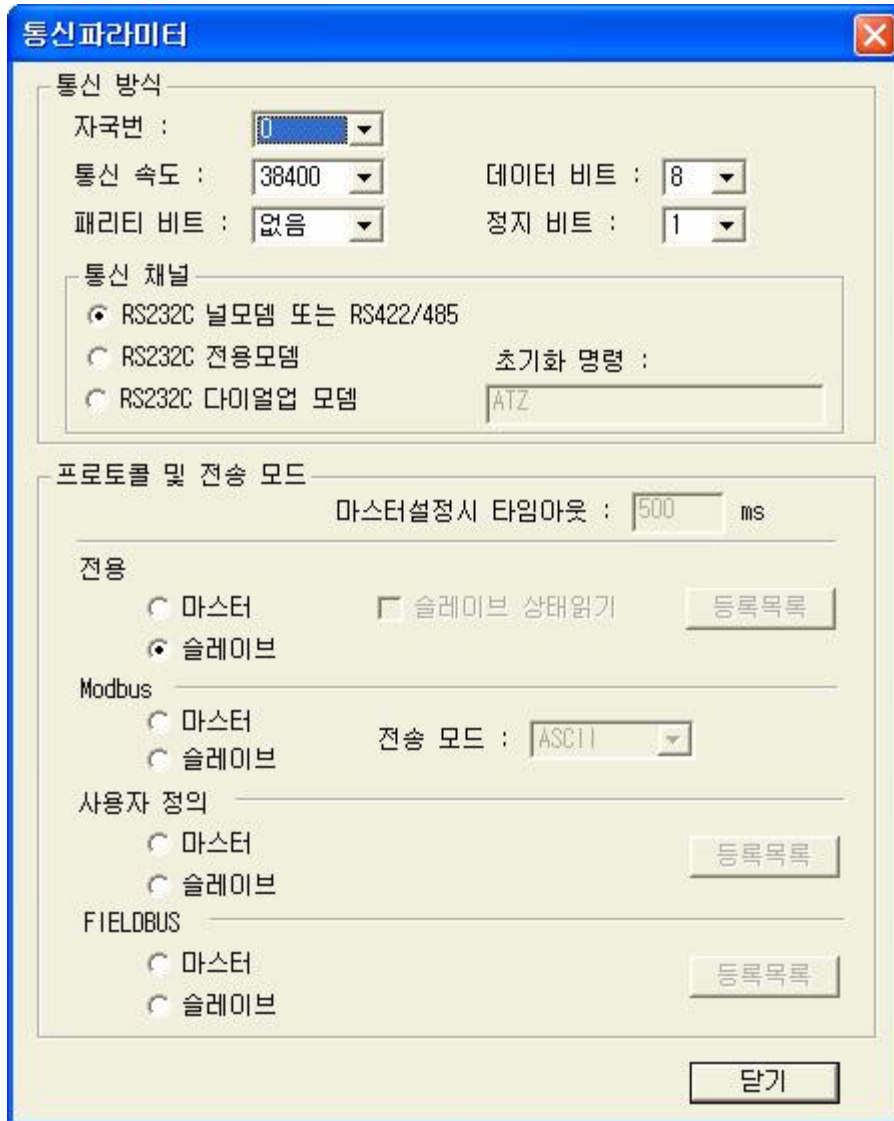 통신파라미터
통신 방식
자국번 : 0
통신 속도 : 38400 데이터 비트 : 8
패리티 비트 : 없음 정지 비트 : 1
통신 채널
RS232C 널모뎀 또는 RS422/485
RS232C 전용모뎀 초기화 명령 :
RS232C 다이얼업 모뎀 ATZ
프로토콜 및 전송 모드
마스터설정시 타임아웃 : 500 ms
전용
마스터 슬레이브 상태읽기 등록목록
슬레이브
Modbus
마스터
전송 모드 : ASCII
슬레이브
사용자 정의
마스터 등록목록
슬레이브
FIELDBUS
마스터 등록목록
슬레이브
닫기